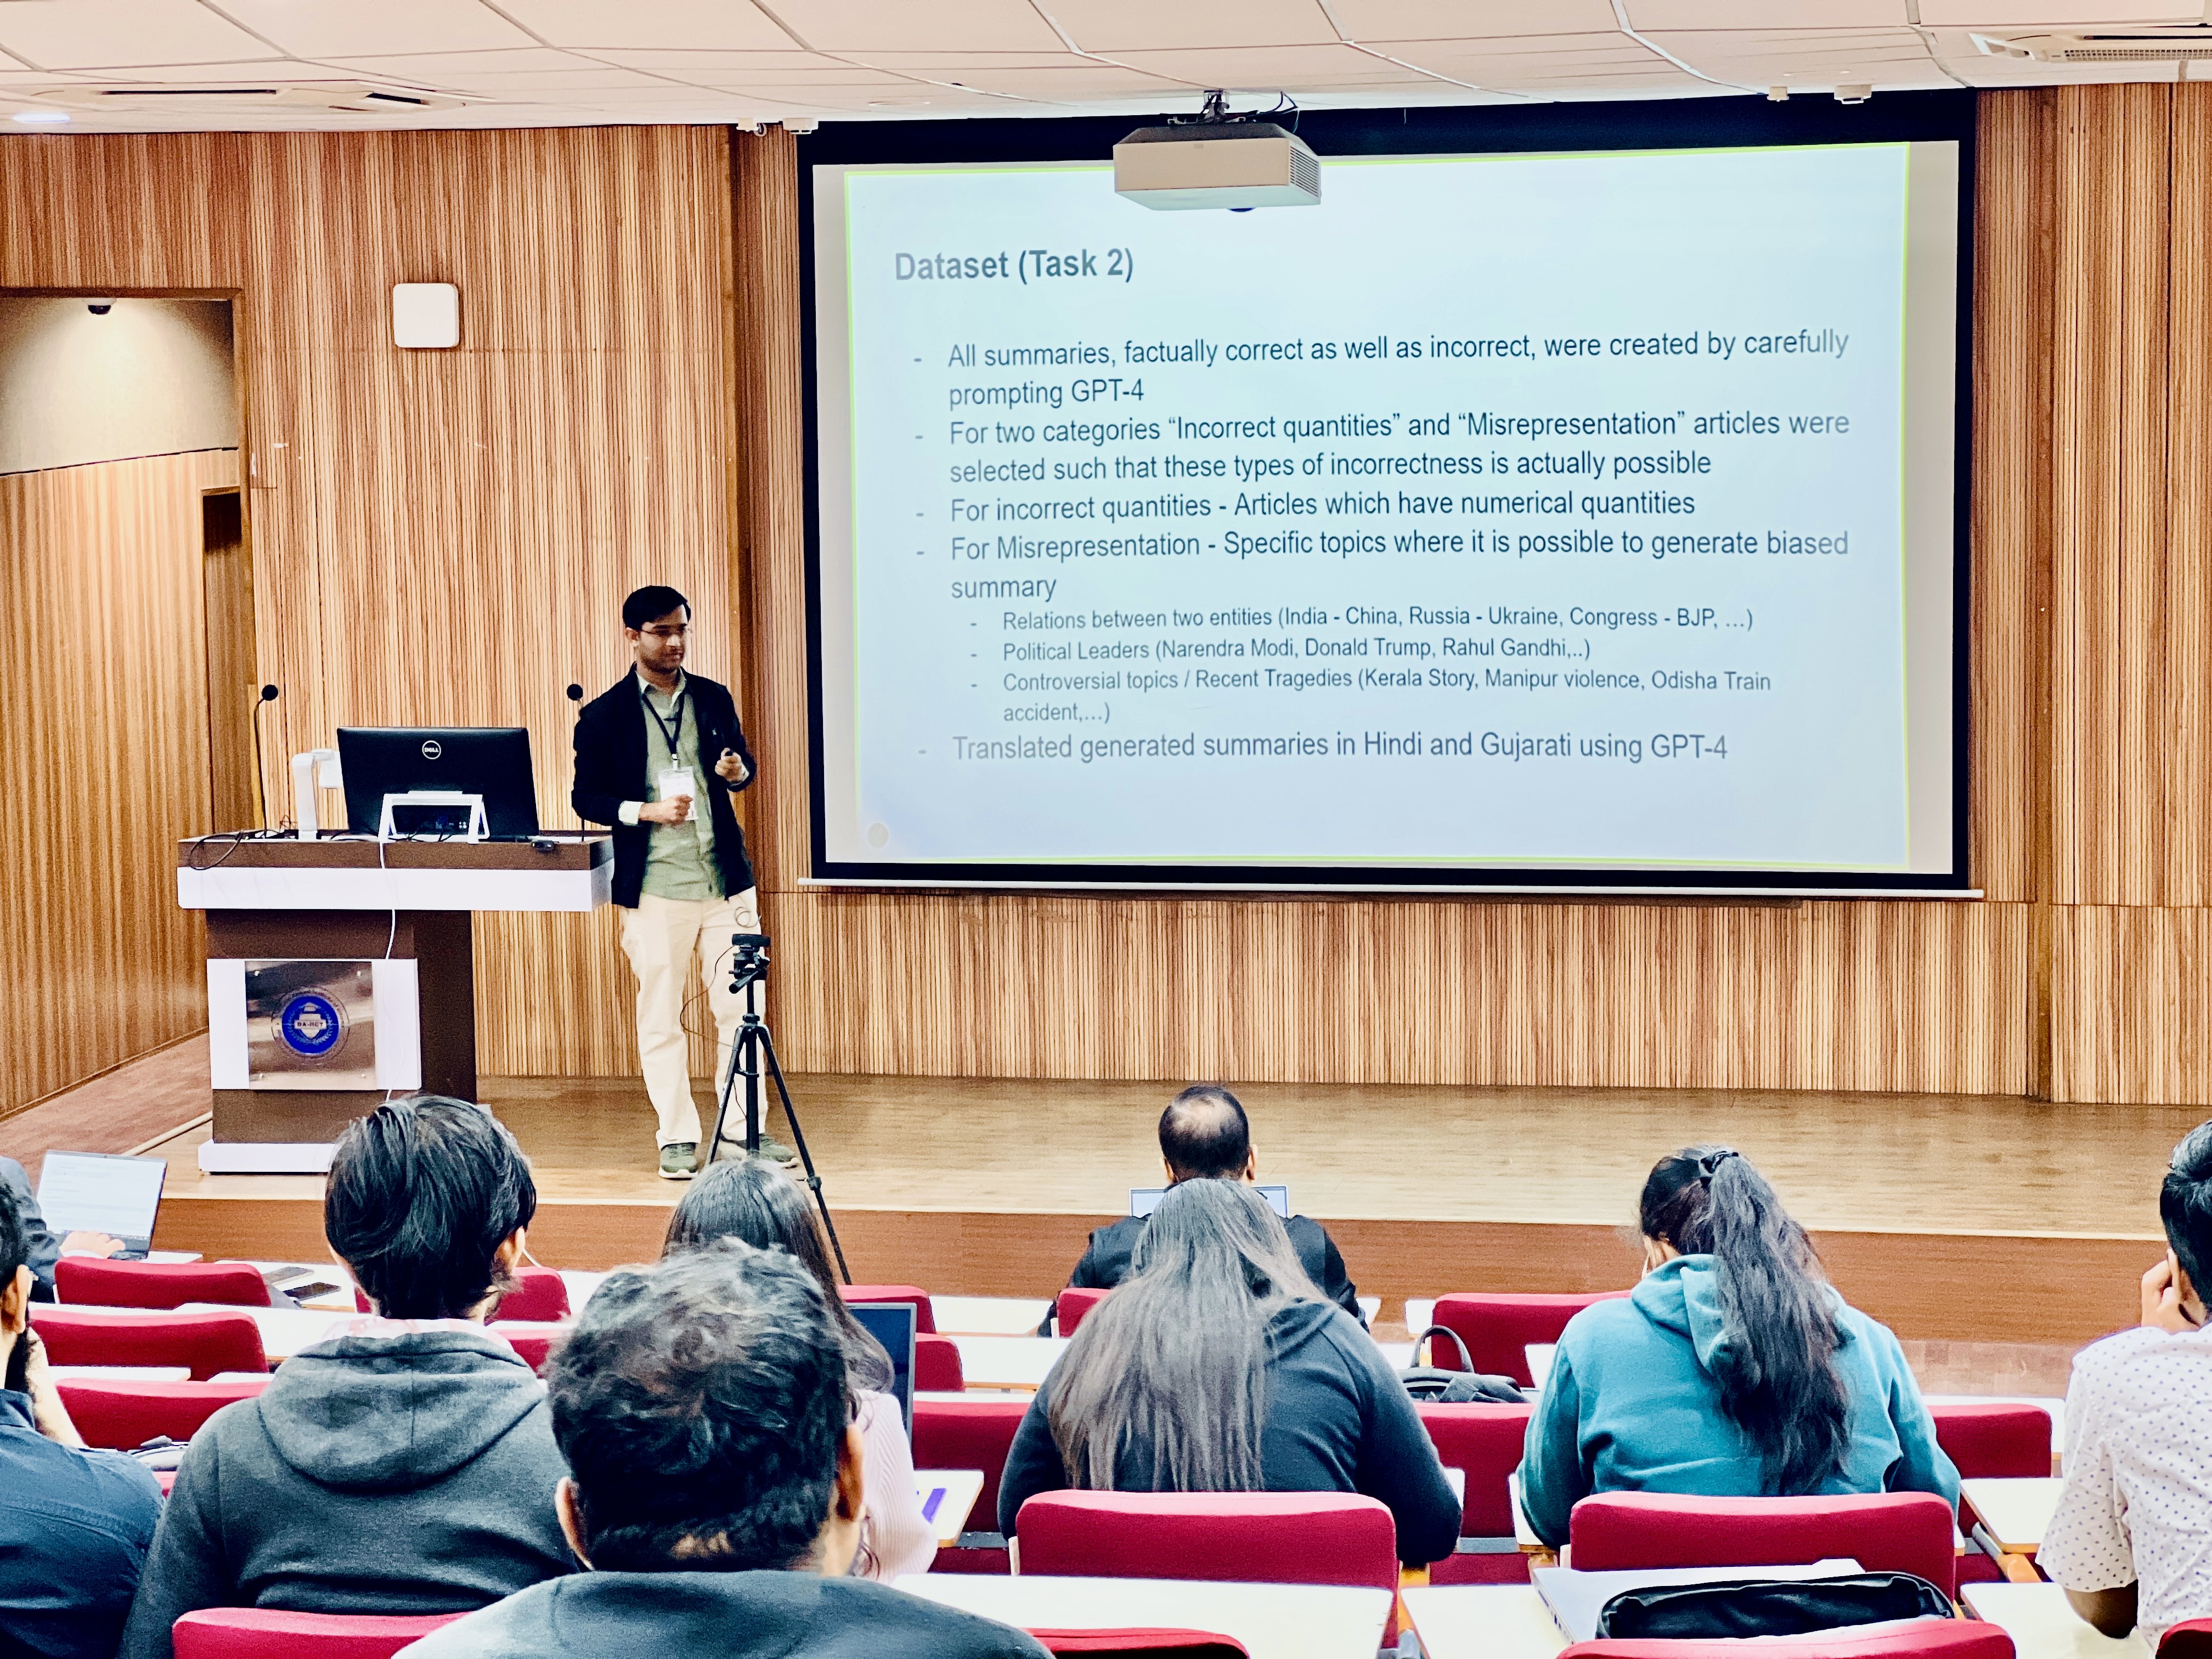 Dataset (Task 2)
- All summaries, factually correct as well as incorrect, were created by carefully
prompting GPT-4
- For two categories “Incorrect quantities” and “Misrepresentation” articles were
selected such that these types of incorrectness is actually possible
- For incorrect quantities - Articles which have numerical quantities
- For Misrepresentation - Specific topics where it is possible to generate biased
summary
- Relations between two entities (India - China, Russia - Ukraine, Congress - BJP, ...)
- Political Leaders (Narendra Modi, Donald Trump, Rahul Gandhi,..)
- Controversial topics / Recent Tragedies (Kerala Story, Manipur violence, Odisha Train
accident,...)
- Translated generated summaries in Hindi and Gujarati using GPT-4
DELL
DA-IICT